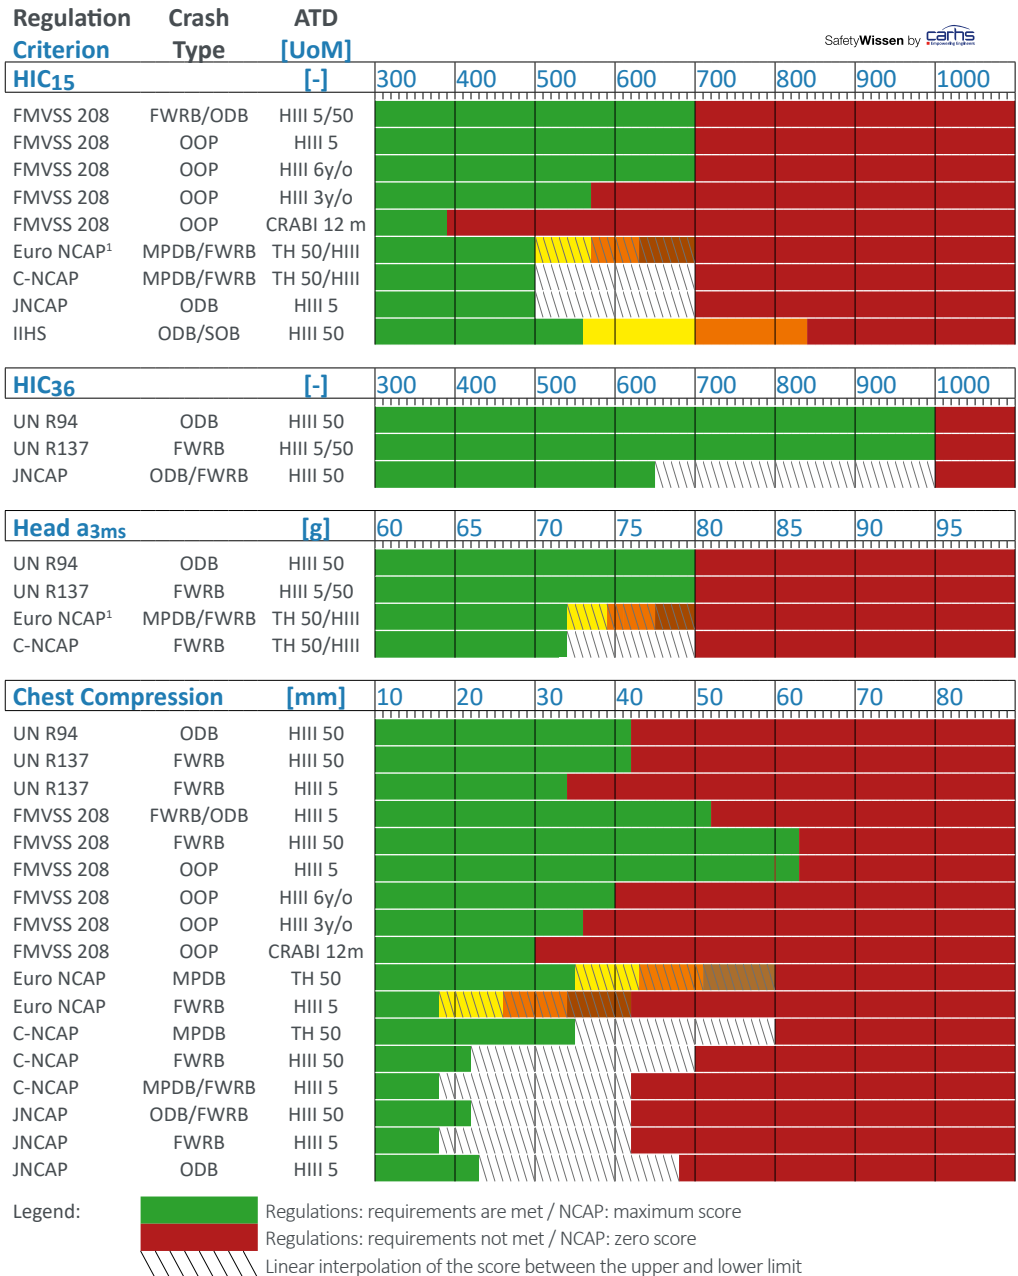 Regulation Crash ATD
Criterion Type [UoM]
SafetyWissen by carhs
Empowering Engineers
HIC15 [-] 300 400 500 600 700 800 900 1000
FMVSS 208 FWRB/ODB HIII 5/50
FMVSS 208 OOP HIII 5
FMVSS 208 OOP HIII 6y/o
FMVSS 208 OOP HIII 3y/o
FMVSS 208 OOP CRABI 12 m
Euro NCAP¹ MPDB/FWRB TH 50/HIII
C-NCAP MPDB/FWRB TH 50/HIII
JNCAP ODB HIII 5
IIHS ODB/SOB HIII 50
HIC36 [-] 300 400 500 600 700 800 900 1000
UN R94 ODB HIII 50
UN R137 FWRB HIII 5/50
JNCAP ODB/FWRB HIII 50
Head a3ms [g] 60 65 70 75 80 85 90 95
UN R94 ODB HIII 50
UN R137 FWRB HIII 5/50
Euro NCAP¹ MPDB/FWRB TH 50/HIII
C-NCAP FWRB TH 50/HIII
Chest Compression [mm] 10 20 30 40 50 60 70 80
UN R94 ODB HIII 50
UN R137 FWRB HIII 50
UN R137 FWRB HIII 5
FMVSS 208 FWRB/ODB HIII 5
FMVSS 208 FWRB HIII 50
FMVSS 208 OOP HIII 5
FMVSS 208 OOP HIII 6y/o
FMVSS 208 OOP HIII 3y/o
FMVSS 208 OOP CRABI 12m
Euro NCAP MPDB TH 50
Euro NCAP FWRB HIII 5
C-NCAP MPDB TH 50
C-NCAP FWRB HIII 50
C-NCAP MPDB/FWRB HIII 5
JNCAP ODB/FWRB HIII 50
JNCAP FWRB HIII 5
JNCAP ODB HIII 5
Legend: Regulations: requirements are met / NCAP: maximum score
Regulations: requirements not met / NCAP: zero score
Linear interpolation of the score between the upper and lower limit